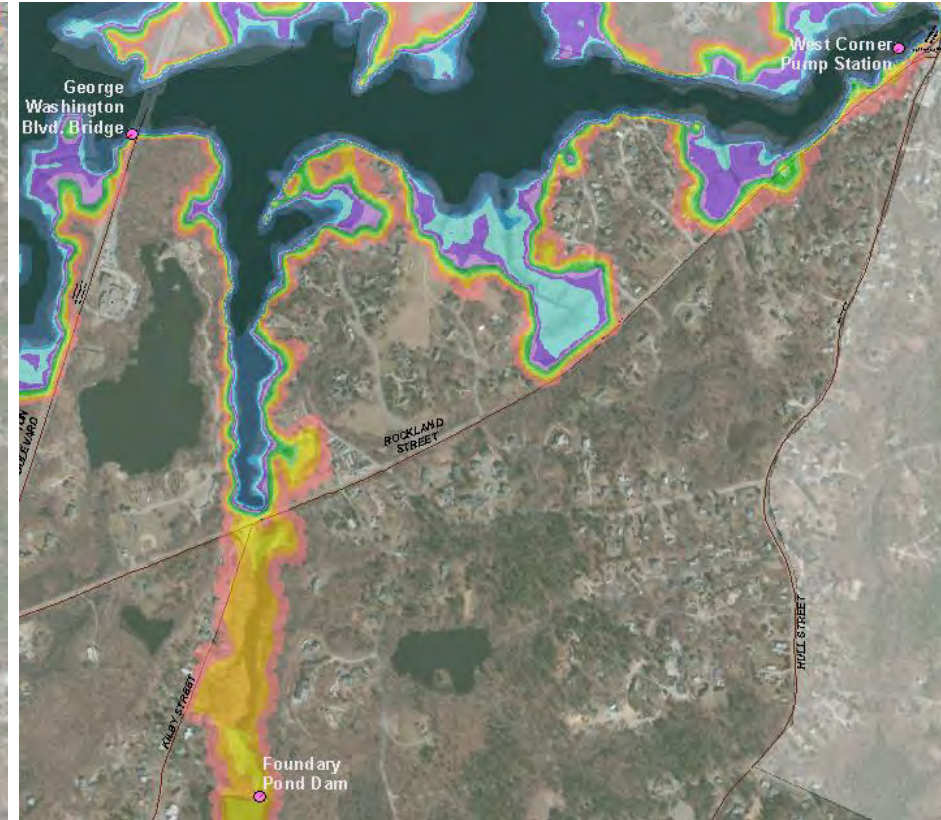 West Corner
Pump Station
George
Washington
Blvd. Bridge
ROCKLAND
STREET
HULL STREET
KILBY STREET
Foundary
Pond Dam